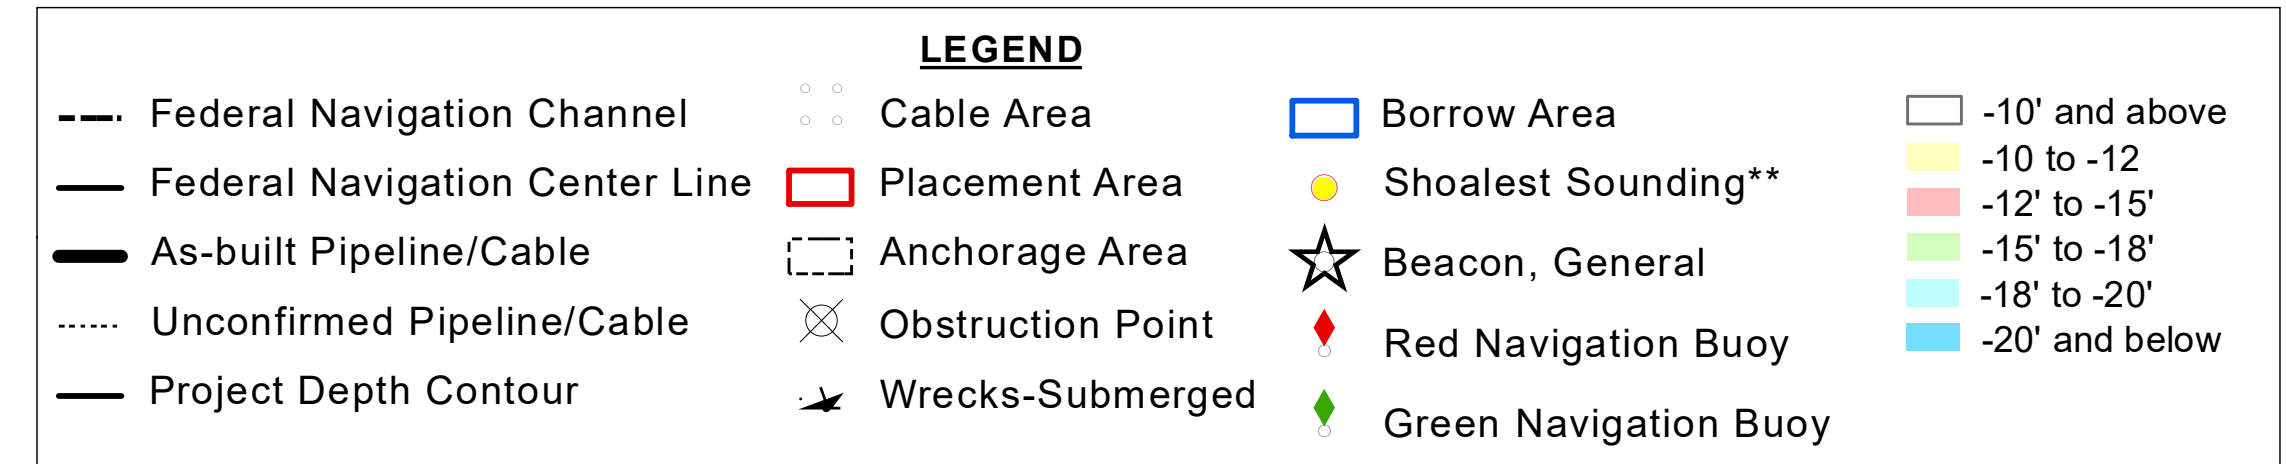 LEGEND
Federal Navigation Channel
Federal Navigation Center Line
As-built Pipeline/Cable
Unconfirmed Pipeline/Cable
Project Depth Contour
Cable Area
Placement Area
Anchorage Area
Obstruction Point
Wrecks-Submerged
Borrow Area
Shoalest Sounding**
Beacon, General
Red Navigation Buoy
Green Navigation Buoy
-10' and above
-10 to -12
-12' to -15'
-15' to -18'
-18' to -20'
-20' and below